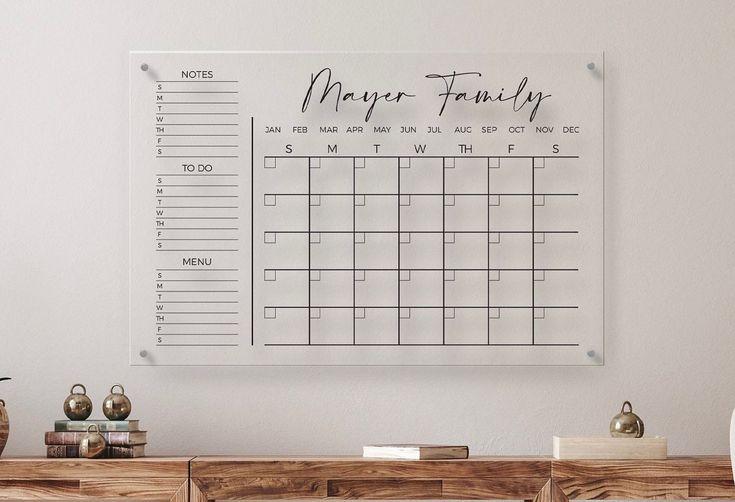 Mayer Family
NOTES
S
M
T
W
TH
F
S
TO DO
S
M
T
W
TH
F
S
MENU
S
M
T
W
TH
F
S
JAN FEB MAR APR MAY JUN JUL AUG SEP OCT NOV DEC
S M T W TH F S